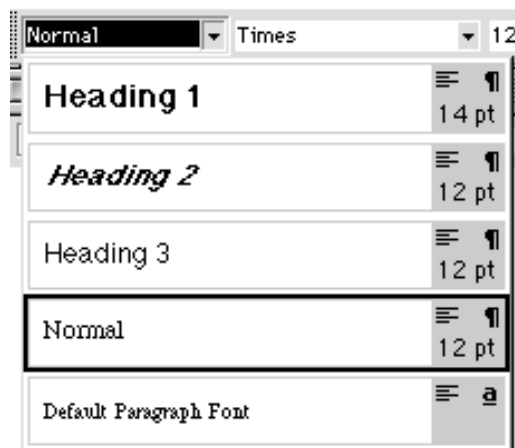 Normal Times 12
Heading 1 ¶
14 pt
Heading 2 ¶
12 pt
Heading 3 ¶
12 pt
Normal ¶
12 pt
Default Paragraph Font a